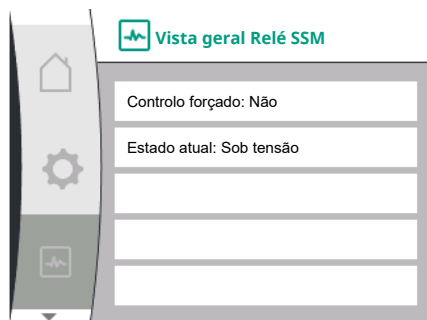 Vista geral Relé SSM
Controlo forçado: Não
Estado atual: Sob tensão